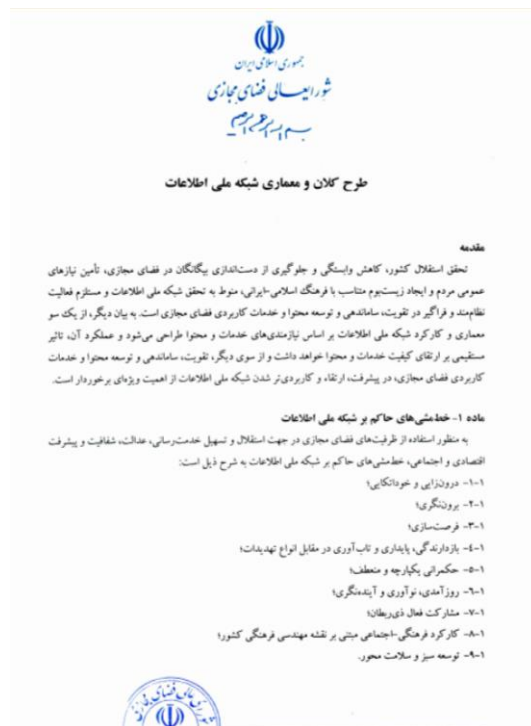 جمهوری اسلامی ایران
شورایعالی فضای مجازی
بسم الله الرحمن الرحیم
طرح کلان و معماری شبکه ملی اطلاعات
مقدمه
تحقق استقلال کشور، کاهش وابستگی و جلوگیری از دست‌اندازی بیگانگان در فضای مجازی، تأمین نیازهای
عمومی مردم و ایجاد زیست‌بوم متناسب با فرهنگ اسلامی-ایرانی، منوط به تحقق شبکه ملی اطلاعات و مستلزم فعالیت
نظام‌مند و فراگیر در تقویت، ساماندهی و توسعه محتوا و خدمات کاربردی فضای مجازی است. به بیان دیگر، از یک سو
معماری و کارکرد شبکه ملی اطلاعات بر اساس نیازمندی‌های خدمات و محتوا طراحی می‌شود و عملکرد آن، تاثیر
مستقیمی بر ارتقای کیفیت خدمات و محتوا خواهد داشت و از سوی دیگر، تقویت، ساماندهی و توسعه محتوا و خدمات
کاربردی فضای مجازی، در پیشرفت، ارتقاء و کاربردی‌تر شدن شبکه ملی اطلاعات از اهمیت ویژه‌ای برخوردار است.
ماده ۱- خط‌مشی‌های حاکم بر شبکه ملی اطلاعات
به منظور استفاده از ظرفیت‌های فضای مجازی در جهت استقلال و تسهیل خدمت‌رسانی، عدالت، شفافیت و پیشرفت
اقتصادی و اجتماعی، خط‌مشی‌های حاکم بر شبکه ملی اطلاعات به شرح ذیل است:
۱-۱- درون‌زایی و خوداتکایی؛
۱-۲- برون‌نگری؛
۱-۳- فرصت‌سازی؛
۱-۴- بازدارندگی، پایداری و تاب‌آوری در مقابل انواع تهدیدات؛
۱-۵- حکمرانی یکپارچه و منعطف؛
۱-۶- روزآمدی، نوآوری و آینده‌نگری؛
۱-۷- مشارکت فعال ذی‌ربطان؛
۱-۸- کارکرد فرهنگی-اجتماعی مبتنی بر نقشه مهندسی فرهنگی کشور؛
۱-۹- توسعه سبز و سلامت محور.
شورای عالی فضای مجازی